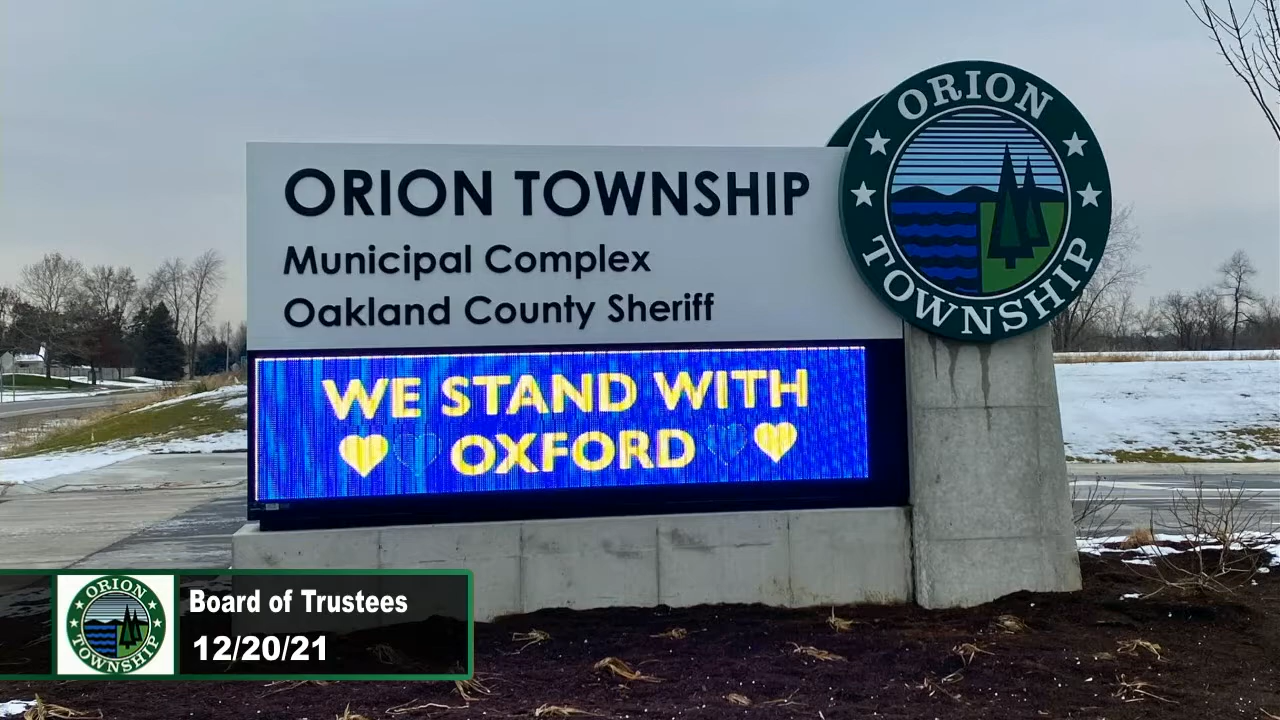 ORION TOWNSHIP
Municipal Complex
Oakland County Sheriff
ORION
TOWNSHIP
WE STAND WITH
OXFORD
ORION
TOWNSHIP
Board of Trustees
12/20/21